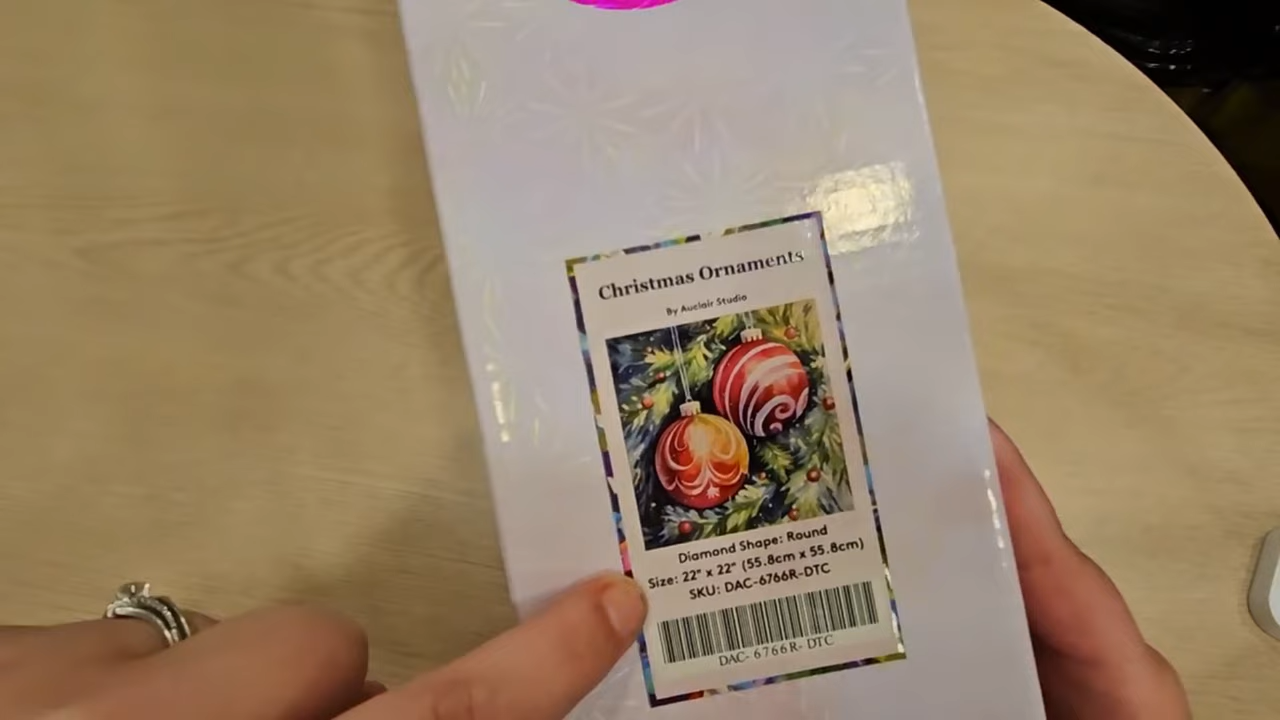 Christmas Ornaments
By Auclair Studio
Diamond Shape: Round
Size: 22" x 22" (55.8cm x 55.8cm)
SKU: DAC-6766R-DTC
DAC- 6766R- DTC